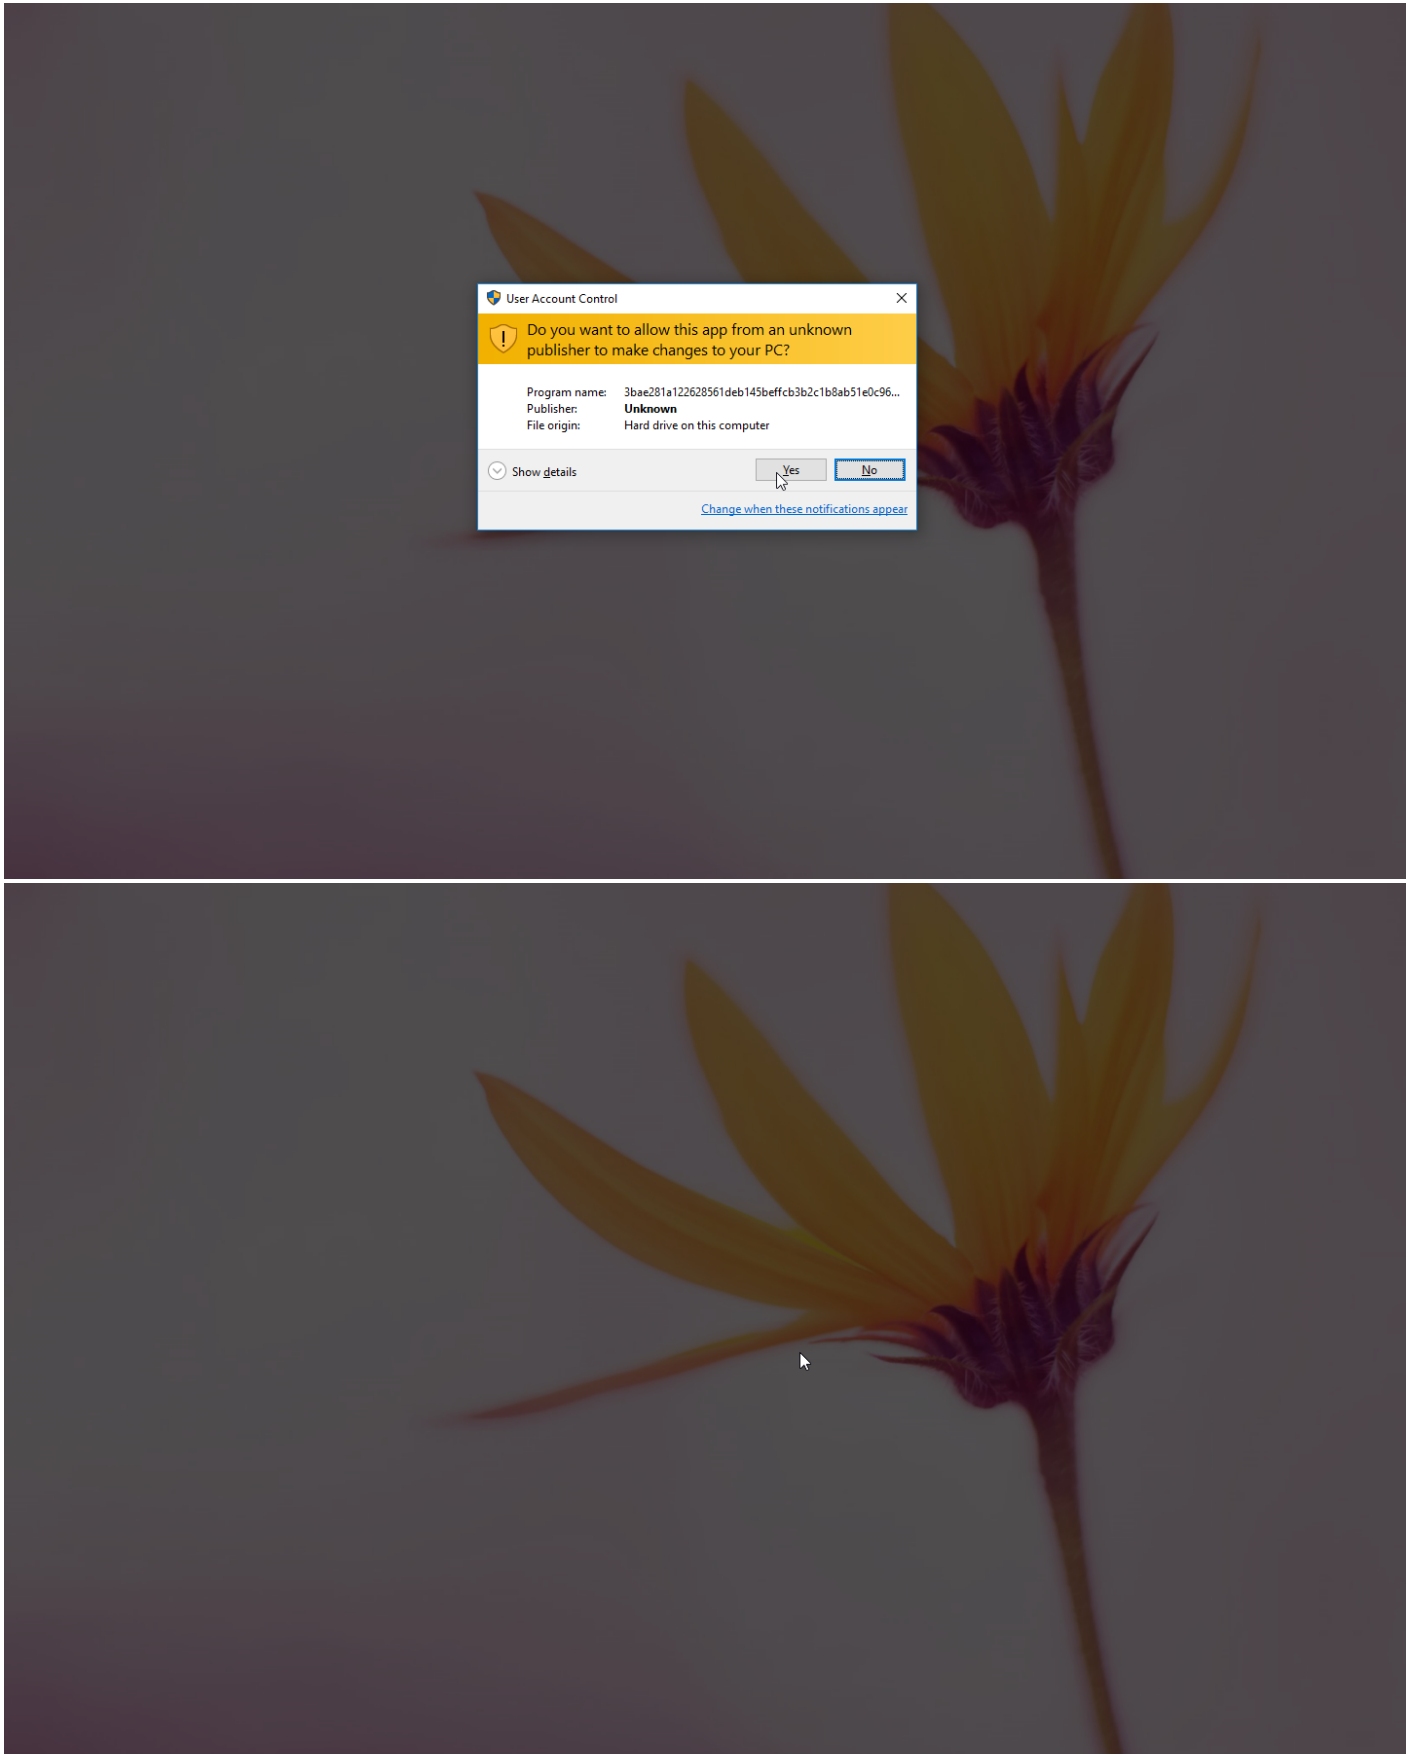 User Account Control
Do you want to allow this app from an unknown
publisher to make changes to your PC?
Program name: 3bae281a122628561deb145beffcb3b2c1b8ab51e0c96...
Publisher: Unknown
File origin: Hard drive on this computer
Show details
Yes
No
Change when these notifications appear